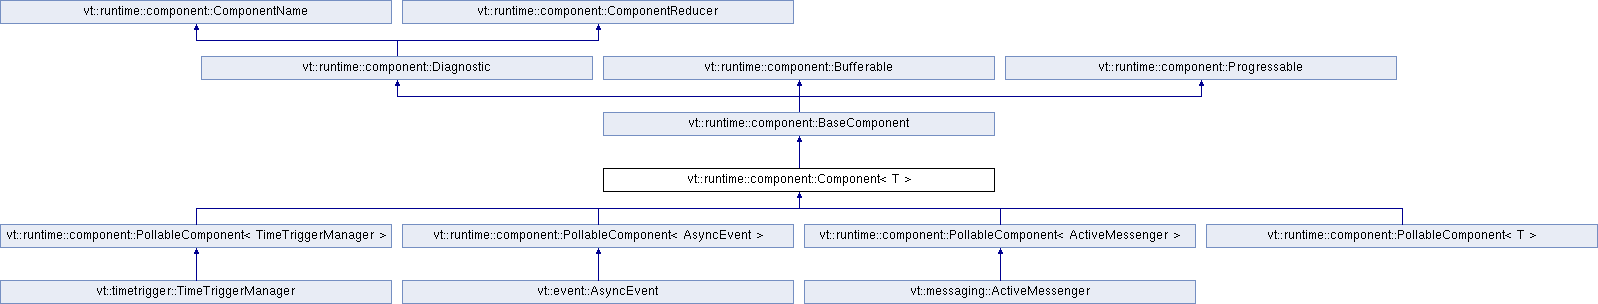 vt::runtime::component::ComponentName
vt::runtime::component::ComponentReducer
vt::runtime::component::Diagnostic
vt::runtime::component::Bufferable
vt::runtime::component::Progressable
vt::runtime::component::BaseComponent
vt::runtime::component::Component< T >
vt::runtime::component::PollableComponent< TimeTriggerManager >
vt::runtime::component::PollableComponent< AsyncEvent >
vt::runtime::component::PollableComponent< ActiveMessenger >
vt::runtime::component::PollableComponent< T >
vt::timetrigger::TimeTriggerManager
vt::event::AsyncEvent
vt::messaging::ActiveMessenger